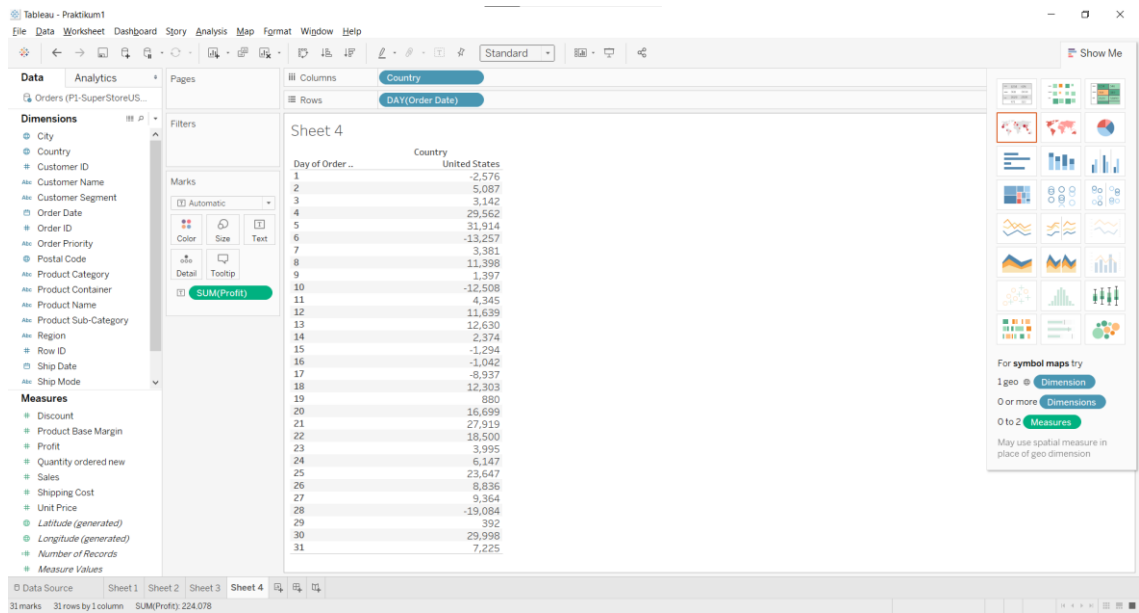 Tableau - Praktikum1
File Data Worksheet Dashboard Story Analysis Map Format Window Help
Standard
Show Me
Data Analytics
Orders (P1-SuperStoreUS...
Dimensions
City
Country
# Customer ID
Abc Customer Name
Abc Customer Segment
Order Date
# Order ID
Abc Order Priority
Postal Code
Abc Product Category
Abc Product Container
Abc Product Name
Abc Product Sub-Category
Abc Region
# Row ID
Ship Date
Abc Ship Mode
Measures
# Discount
# Product Base Margin
# Profit
# Quantity ordered new
# Sales
# Shipping Cost
# Unit Price
Latitude (generated)
Longitude (generated)
=# Number of Records
# Measure Values
Pages
Filters
Marks
T Automatic
Color Size Text
Detail Tooltip
T SUM(Profit)
iii Columns Country
Rows DAY(Order Date)
Sheet 4
Country
Day of Order .. United States
1 -2,576
2 5,087
3 3,142
4 29,562
5 31,914
6 -13,257
7 3,381
8 11,398
9 1,397
10 -12,508
11 4,345
12 11,639
13 12,630
14 2,374
15 -1,294
16 -1,042
17 -8,937
18 12,303
19 880
20 16,699
21 27,919
22 18,500
23 3,995
24 6,147
25 23,647
26 8,836
27 9,364
28 -19,084
29 392
30 29,998
31 7,225
For symbol maps try
1 geo Dimension
0 or more Dimensions
0 to 2 Measures
May use spatial measure in
place of geo dimension
Data Source Sheet 1 Sheet 2 Sheet 3 Sheet 4
31 marks 31 rows by 1 column SUM(Profit): 224,078